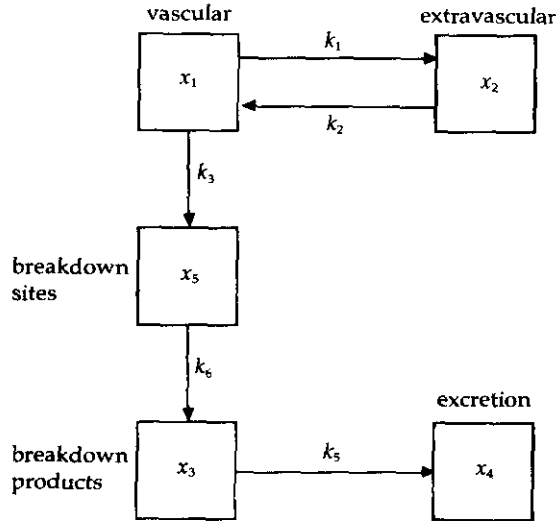 vascular
extravascular
k₁
x₁
x₂
k₂
k₃
breakdown
sites
x₅
k₆
excretion
breakdown
products
x₃
k₅
x₄